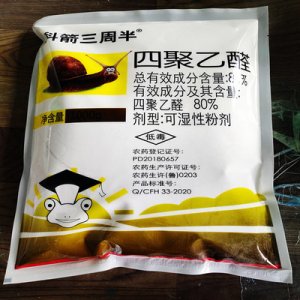 科箭三周半®
四聚乙醛
总有效成分含量:8 %
有效成分及其含量:
四聚乙醛 80%
剂型:可湿性粉剂
净含量:
低毒
农药登记证号:
PD20180657
农药生产许可证号:
农药生许(鲁)0203
产品标准号:
Q/CFH 33-2020